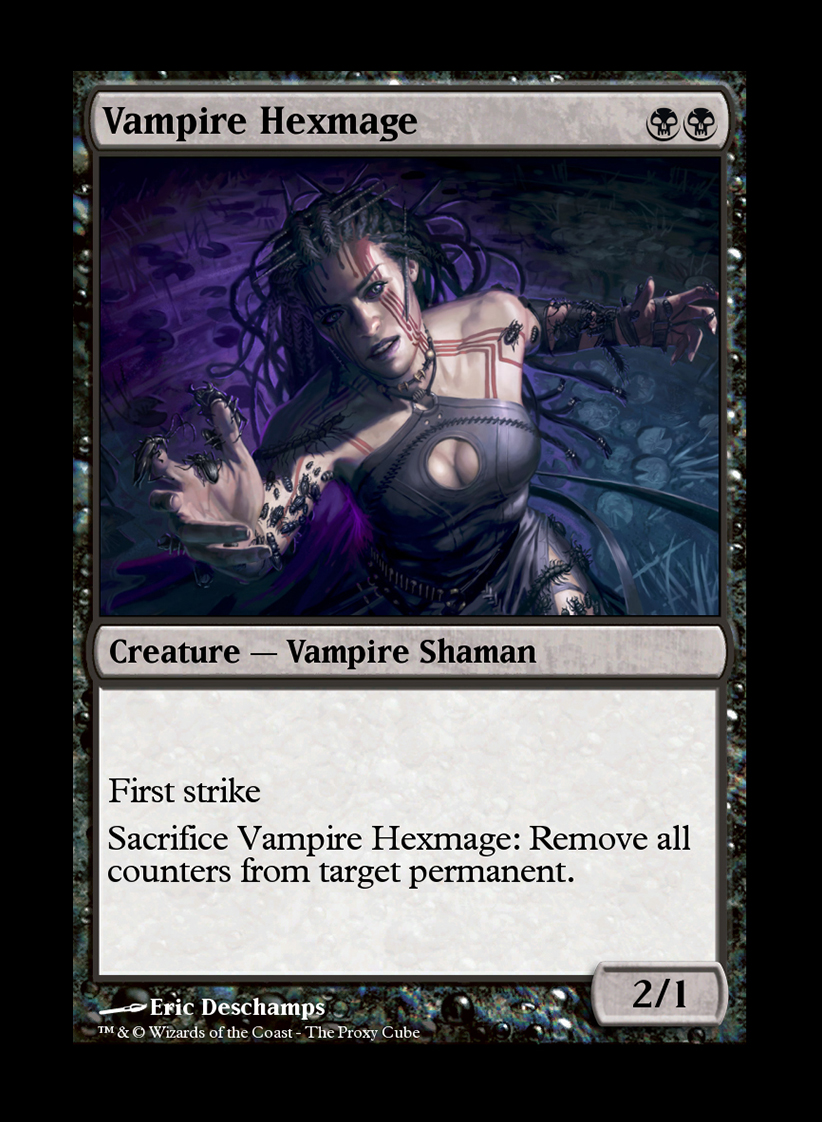 Vampire Hexmage
Creature — Vampire Shaman
First strike
Sacrifice Vampire Hexmage: Remove all
counters from target permanent.
2/1
Eric Deschamps
™ & © Wizards of the Coast - The Proxy Cube